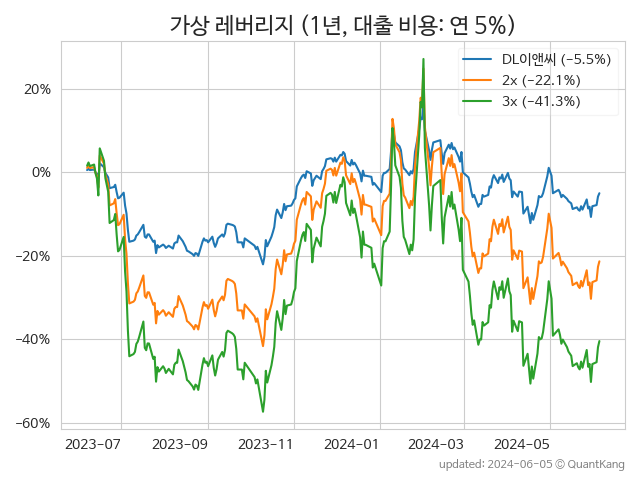 가상 레버리지 (1년, 대출 비용: 연 5%)
DL이앤씨 (−5.5%)
2x (−22.1%)
3x (−41.3%)
20%
0%
−20%
−40%
−60%
2023-07
2023-09
2023-11
2024-01
2024-03
2024-05
updated: 2024-06-05 © QuantKang